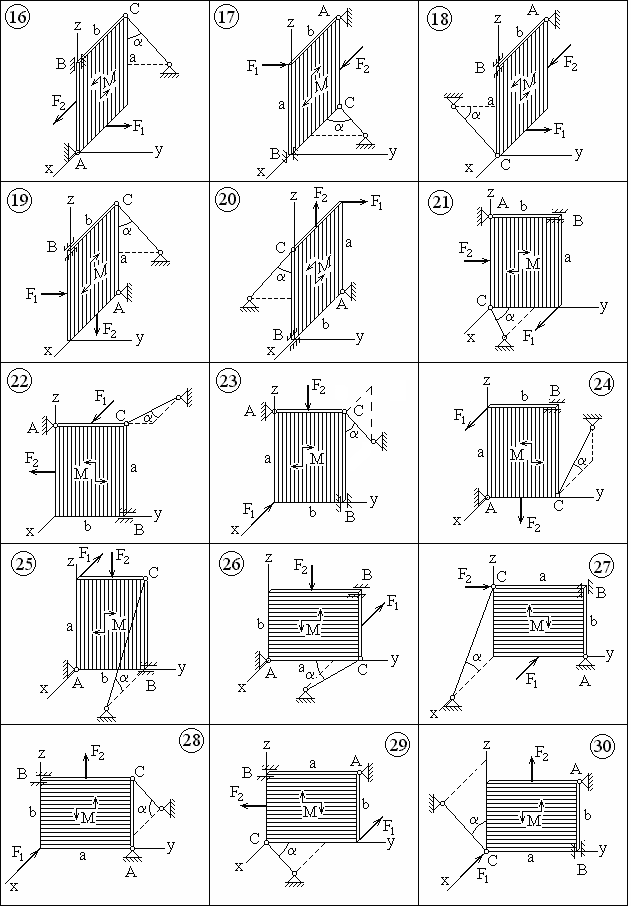 16 z C b α a B M F₂ F₁ A y x
17 z A b F₁ F₂ M a C α B y x
18 z A b B F₂ M a α F₁ C y x
19 z C b α B M a F₁ A F₂ y x
20 z F₂ F₁ C M a α A B b y x
21 z A b B F₂ M a C α F₁ y x
22 z F₁ C α A F₂ M a b B y x
23 z F₂ A C α a M F₁ b B y x
24 z B b F₁ a M α A C F₂ y x
25 z F₁ F₂ C a M A b α B y x
26 z F₂ B F₁ b M A a α C y x
27 z F₂ C a B M b α F₁ A y x
28 z F₂ B C α b M F₁ a A y x
29 z A a F₂ M b F₁ C α y x
30 z F₂ A M b α C F₁ a B y x